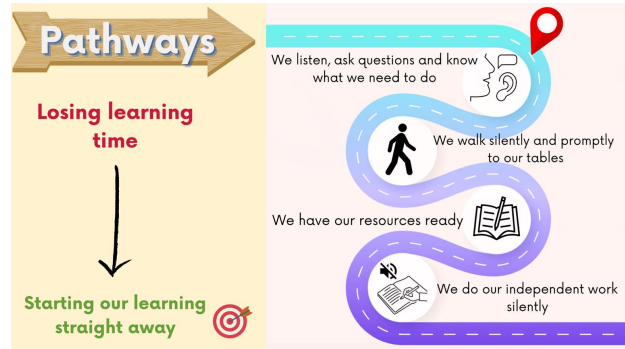 Pathways
Losing learning
time
Starting our learning
straight away
We listen, ask questions and know
what we need to do
We walk silently and promptly
to our tables
We have our resources ready
We do our independent work
silently